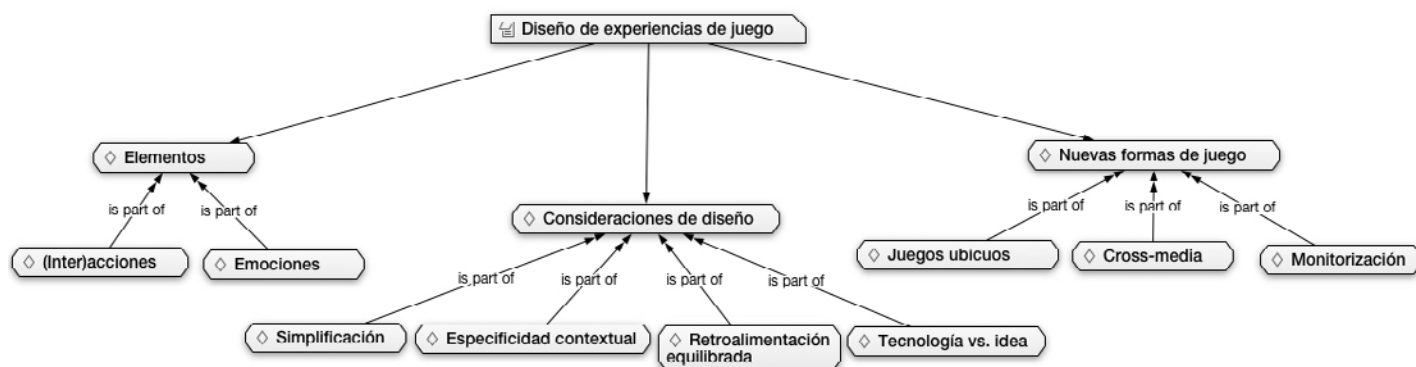 Diseño de experiencias de juego
Elementos
Nuevas formas de juego
is part of
is part of
is part of
is part of
is part of
Consideraciones de diseño
(Inter)acciones
Emociones
Juegos ubicuos
Cross-media
Monitorización
is part of
is part of
is part of
is part of
Simplificación
Especificidad contextual
Retroalimentación
equilibrada
Tecnología vs. idea